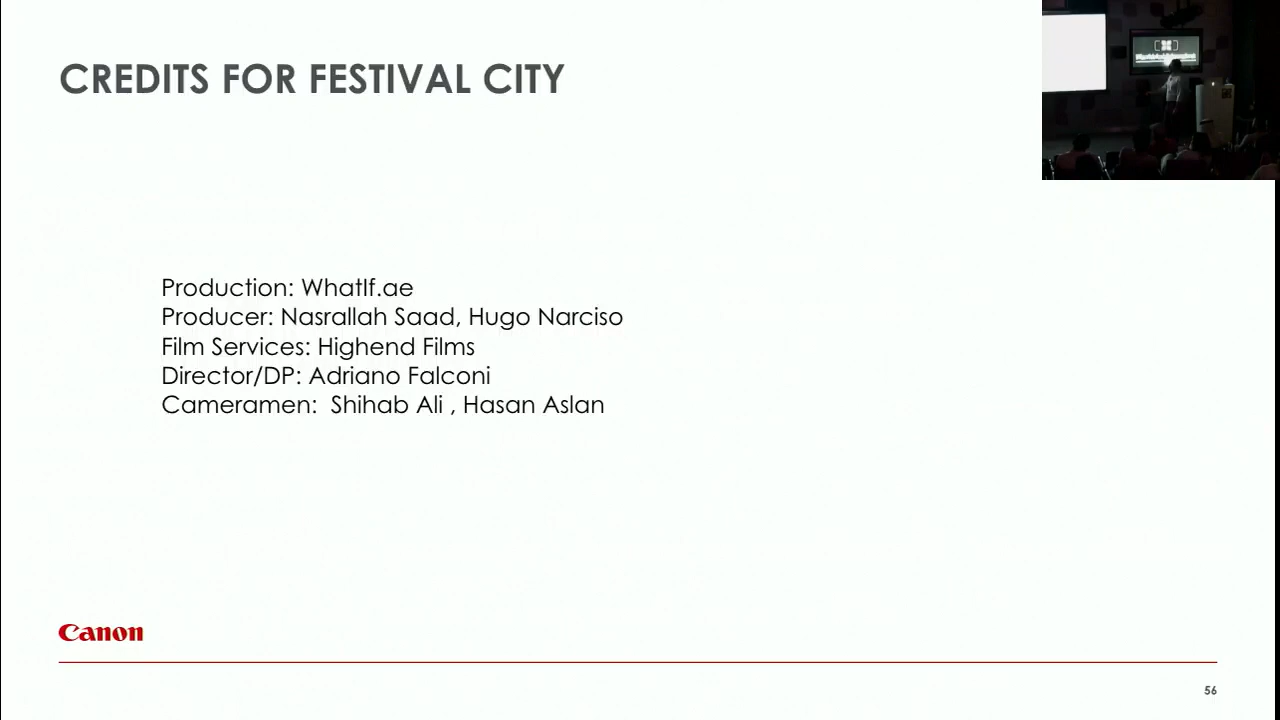 CREDITS FOR FESTIVAL CITY
Production: WhatIf.ae
Producer: Nasrallah Saad, Hugo Narciso
Film Services: Highend Films
Director/DP: Adriano Falconi
Cameramen:  Shihab Ali , Hasan Aslan
Canon
56